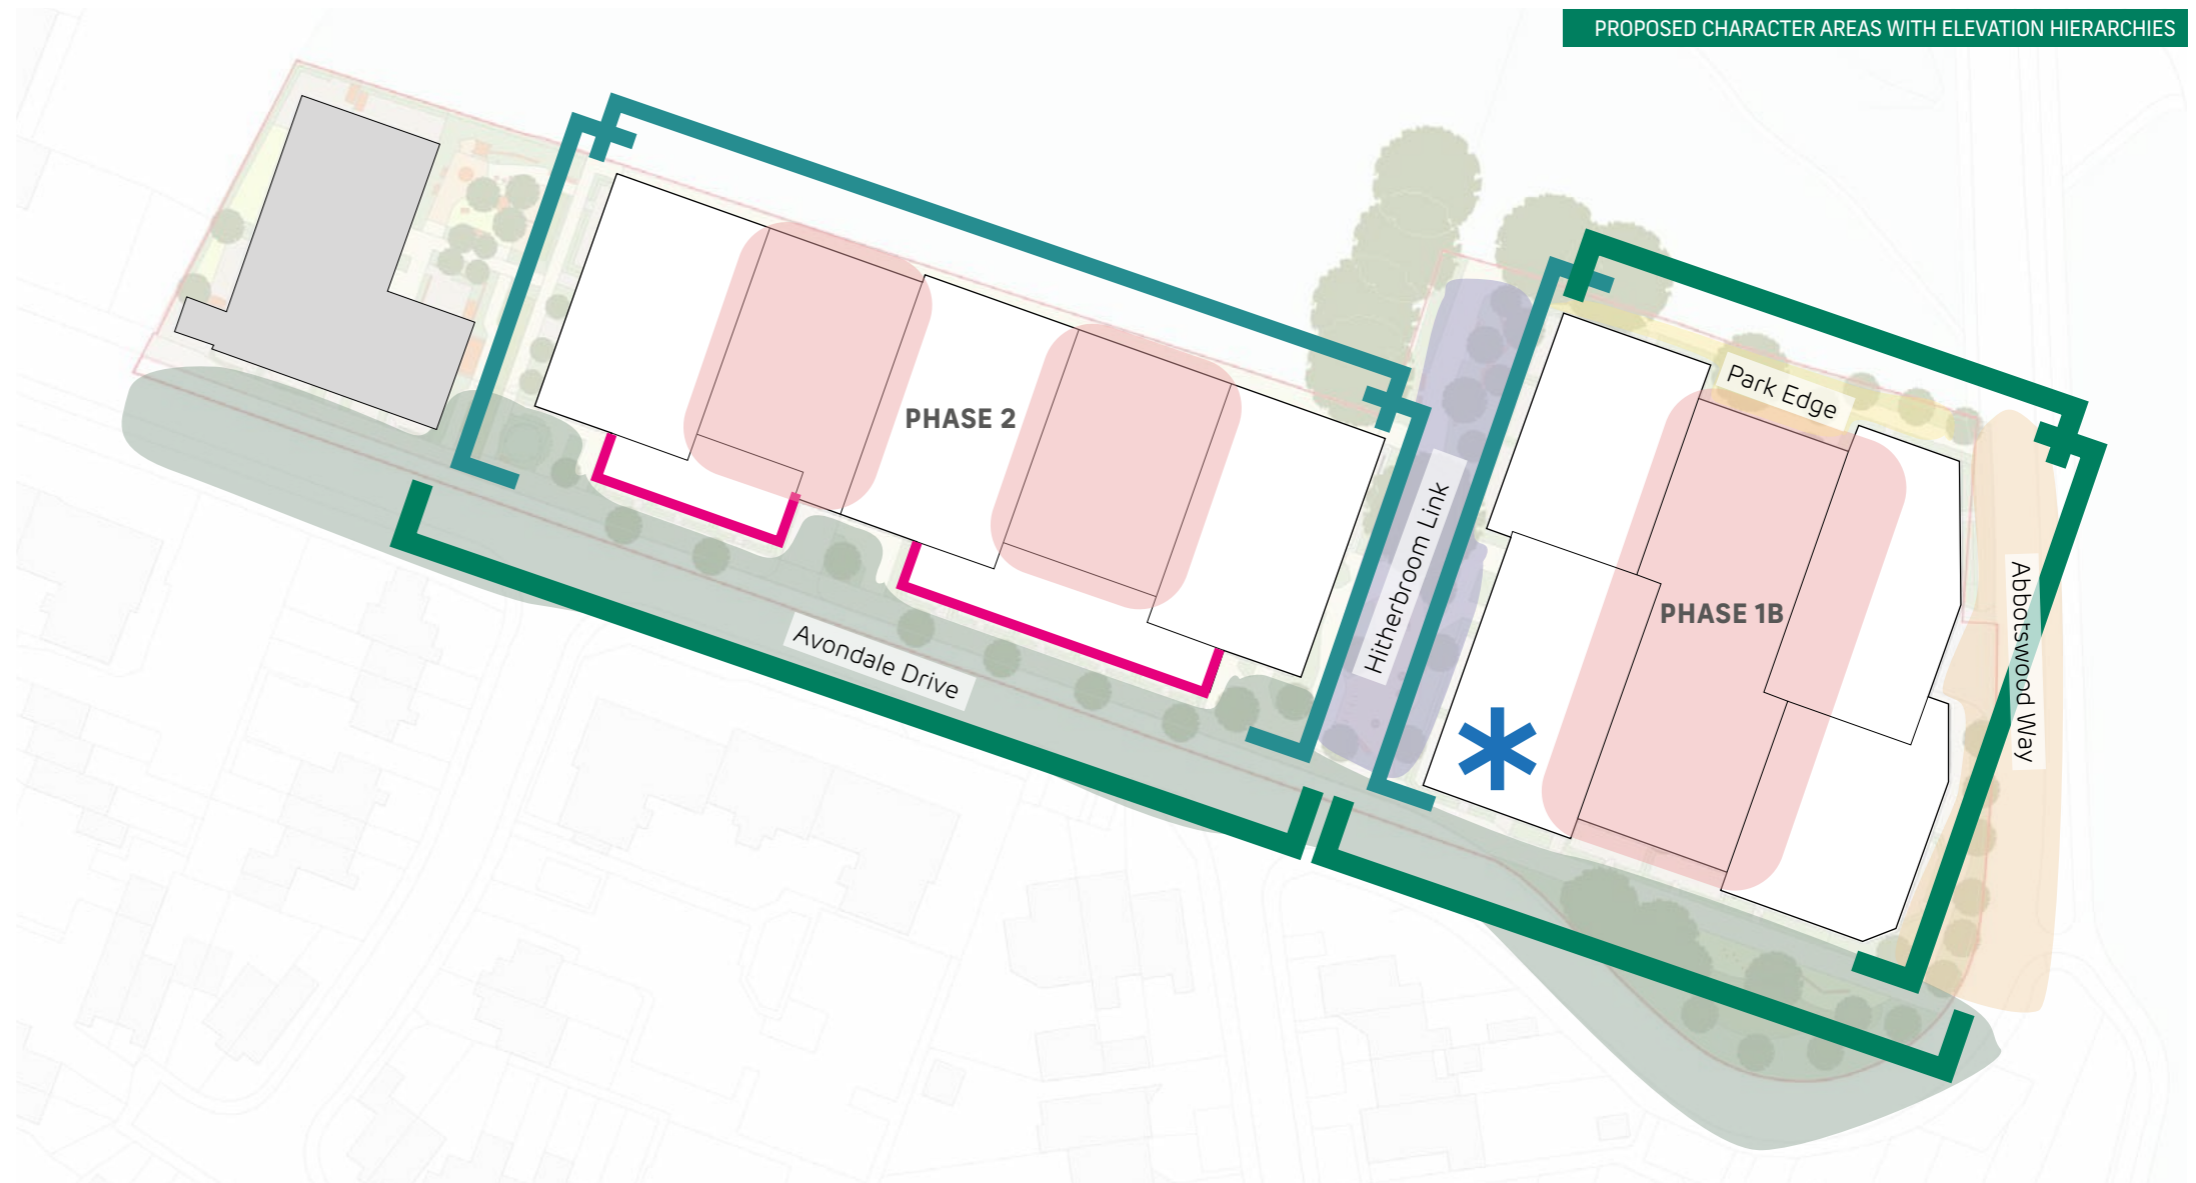 PROPOSED CHARACTER AREAS WITH ELEVATION HIERARCHIES
Park Edge
PHASE 2
Hitherbroom Link
PHASE 1B
Abbotswood Way
Avondale Drive